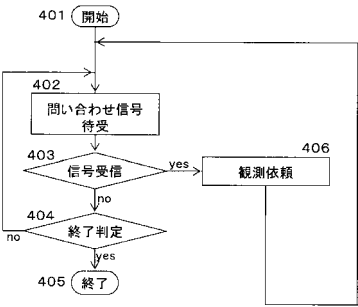 401 開始
402
問い合わせ信号
待受
403
信号受信
yes
406
観測依頼
no
404
終了判定
no
yes
405 終了